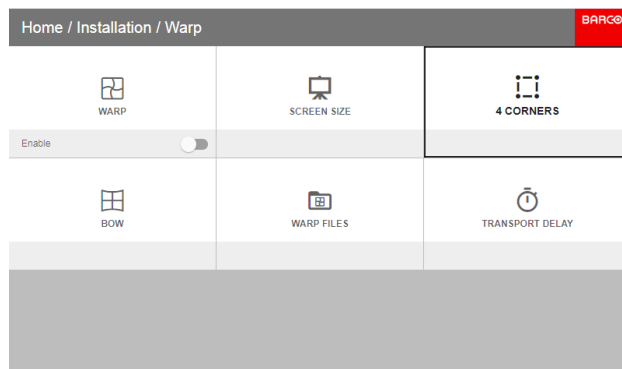 Home / Installation / Warp
BARCO
WARP
SCREEN SIZE
4 CORNERS
Enable
BOW
WARP FILES
TRANSPORT DELAY